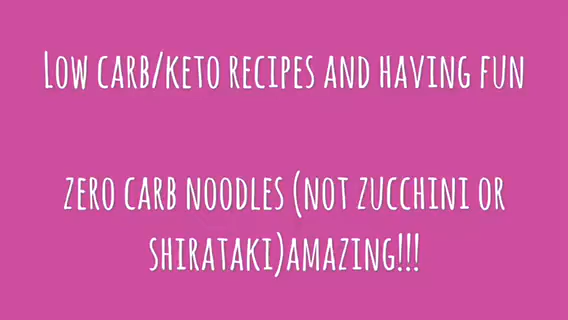 Low carb/keto recipes and having fun
zero carb noodles (not zucchini or
shirataki)amazing!!!